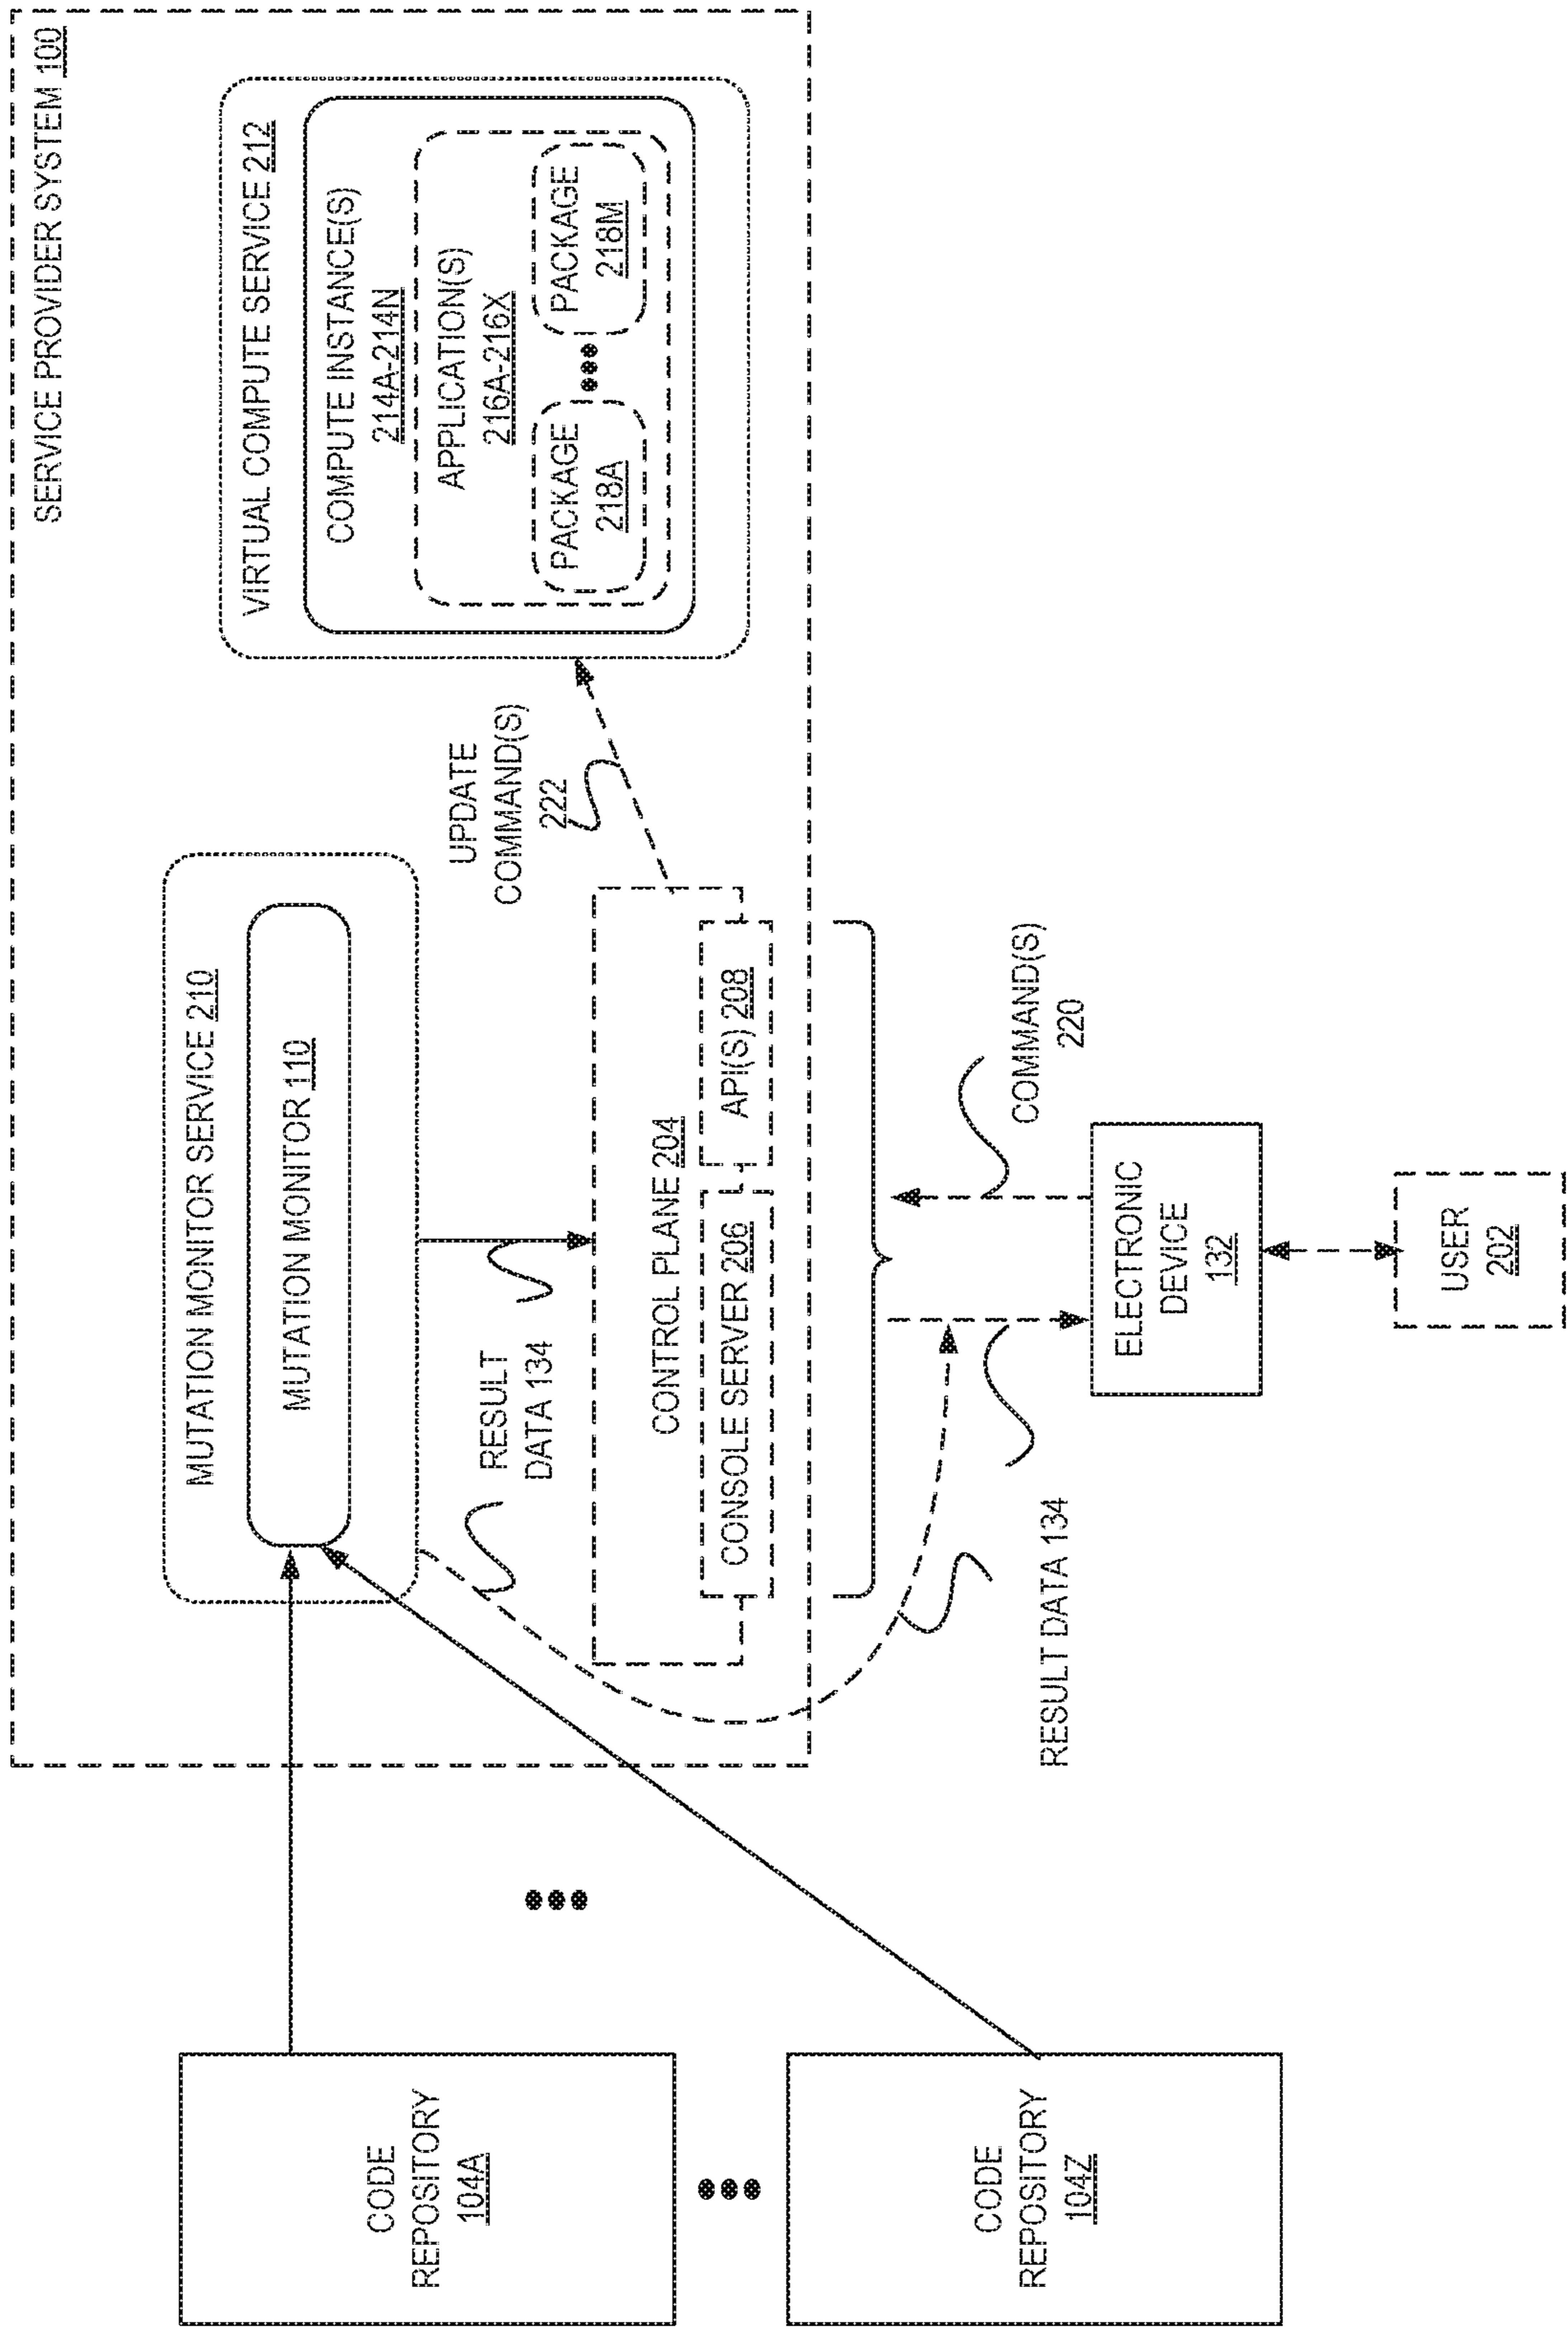 SERVICE PROVIDER SYSTEM 100
MUTATION MONITOR SERVICE 210
MUTATION MONITOR 110
VIRTUAL COMPUTE SERVICE 212
COMPUTE INSTANCE(S)
214A-214N
APPLICATION(S)
216A-216X
PACKAGE
218A
PACKAGE
218M
CODE
REPOSITORY
104A
RESULT
DATA 134
UPDATE
COMMAND(S)
222
CONTROL PLANE 204
CONSOLE SERVER 206
API(S) 208
CODE
REPOSITORY
104Z
RESULT DATA 134
COMMAND(S)
220
ELECTRONIC
DEVICE
132
USER
202